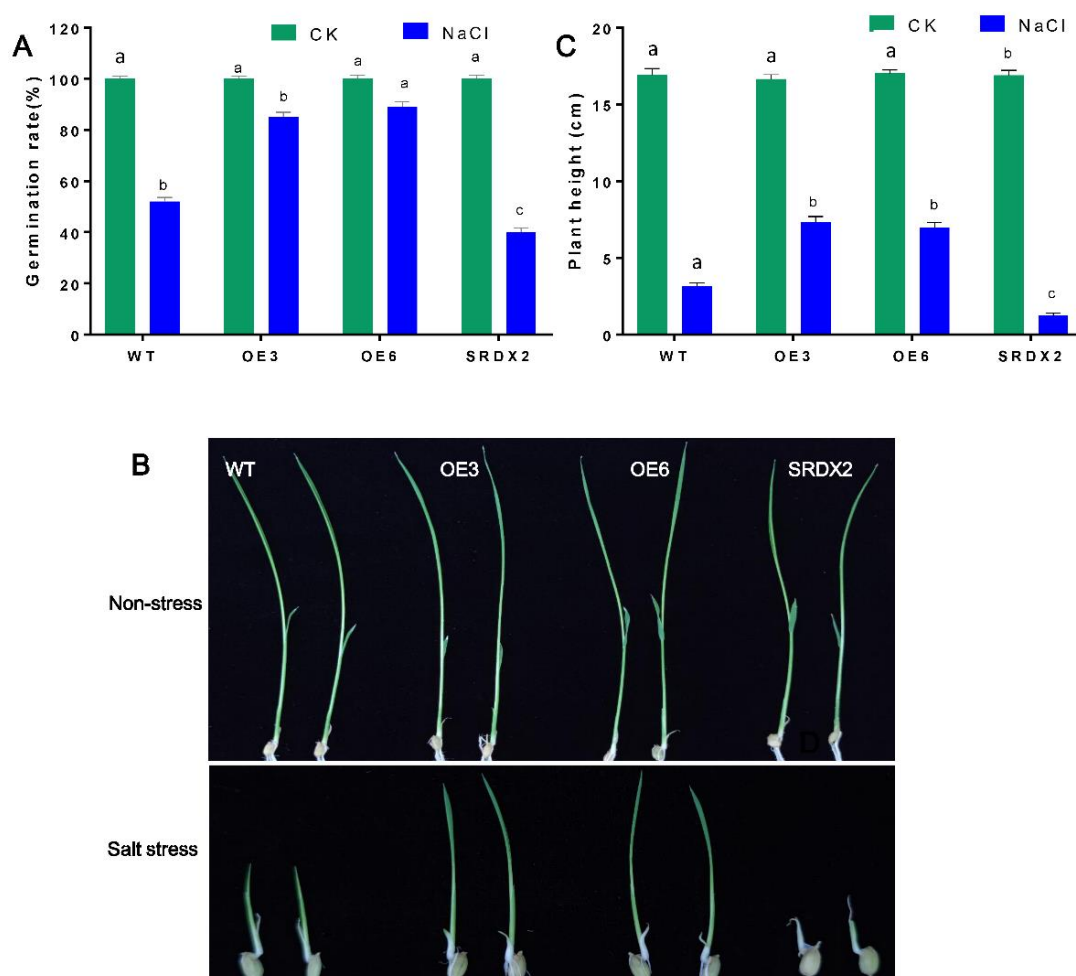 A
CK NaCl
Germination rate(%)
120
100
80
60
40
20
0
a
b
a
b
a
a
a
c
WT OE3 OE6 SRDX2
C
CK NaCl
Plant height (cm)
20
15
10
5
0
a
a
a
b
a
b
b
c
WT OE3 OE6 SRDX2
B
WT OE3 OE6 SRDX2
Non-stress
D
Salt stress